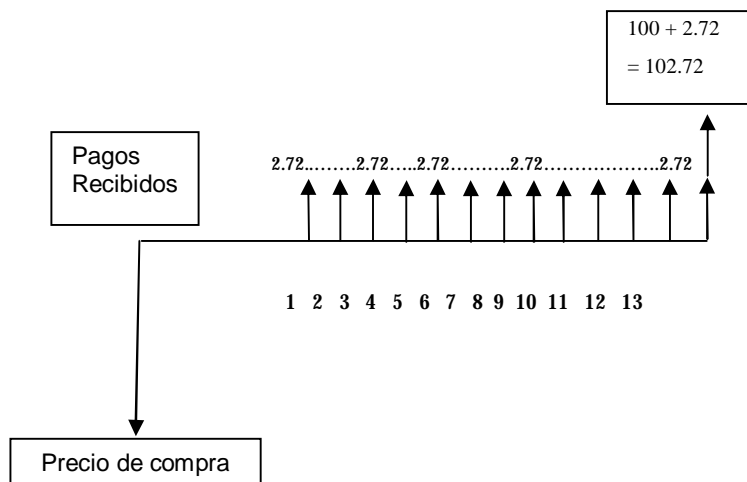 100 + 2.72
= 102.72
Pagos
Recibidos
2.72........2.72.....2.72.........2.72..................2.72
1 2 3 4 5 6 7 8 9 10 11 12 13
Precio de compra